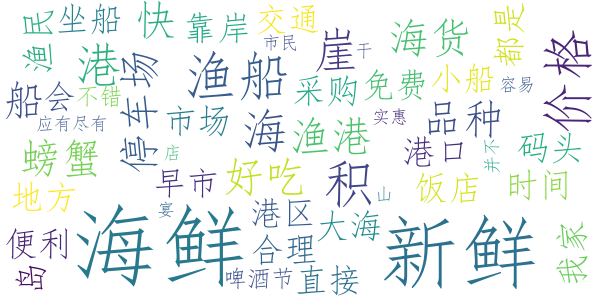 渔民
坐船
快
靠岸
交通
市民
崖
干
海货
都是
价格
港
停车场
渔船
采购
免费
小船
容易
船会
不错
应有尽有
市场
海
渔港
实惠
品种
港口
并不
码头
螃蟹
店
早市
好吃
积
山
饭店
时间
地方
宴
港区
大海
便利
岛
海鲜
合理
新鲜
我家
啤酒节
直接